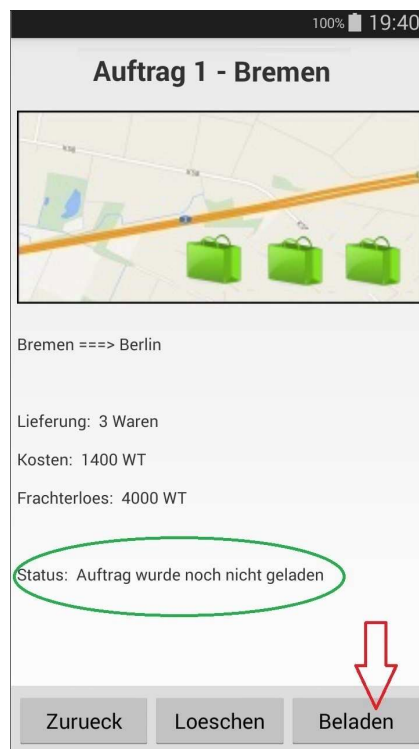 100% 19:40
Auftrag 1 - Bremen
Bremen ===> Berlin
Lieferung: 3 Waren
Kosten: 1400 WT
Frachterloes: 4000 WT
Status: Auftrag wurde noch nicht geladen
Zurueck Loeschen Beladen